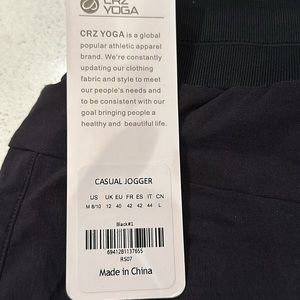 CRZ
YOGA
CRZ YOGA is a global
popular athletic apparel
brand. We're constantly
updating our clothing
fabric and style to meet
our people's needs and
to be consistent with our
goal bringing people a
healthy and beautiful life.
CASUAL JOGGER
US UK EU FR ES IT CN
M 8/10 12 40 42 42 44 L
Black#1
6941281137655
R507
Made in China